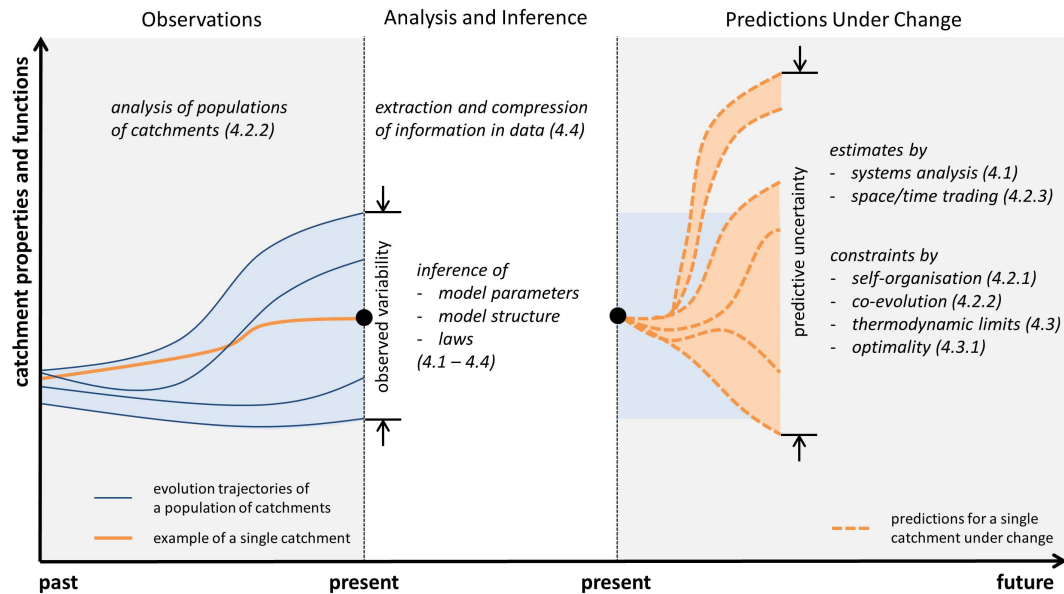 Observations
Analysis and Inference
Predictions Under Change
catchment properties and functions
analysis of populations
of catchments (4.2.2)
extraction and compression
of information in data (4.4)
observed variability
inference of
- model parameters
- model structure
- laws
(4.1 – 4.4)
predictive uncertainty
estimates by
- systems analysis (4.1)
- space/time trading (4.2.3)
constraints by
- self-organisation (4.2.1)
- co-evolution (4.2.2)
- thermodynamic limits (4.3)
- optimality (4.3.1)
evolution trajectories of
a population of catchments
example of a single catchment
predictions for a single
catchment under change
past
present
present
future